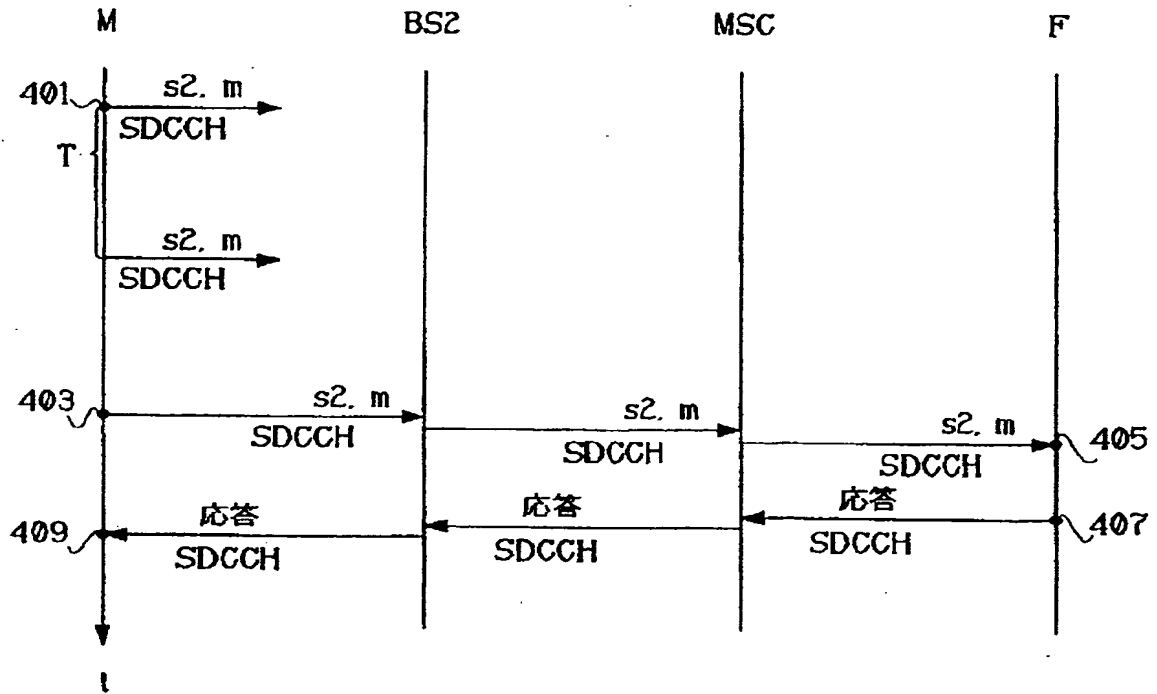 M BS2 MSC F
401 s2, m
SDCCH
T
s2, m
SDCCH
403 s2, m s2, m s2, m 405
SDCCH SDCCH SDCCH
応答 応答 応答
409 SDCCH SDCCH SDCCH 407
t